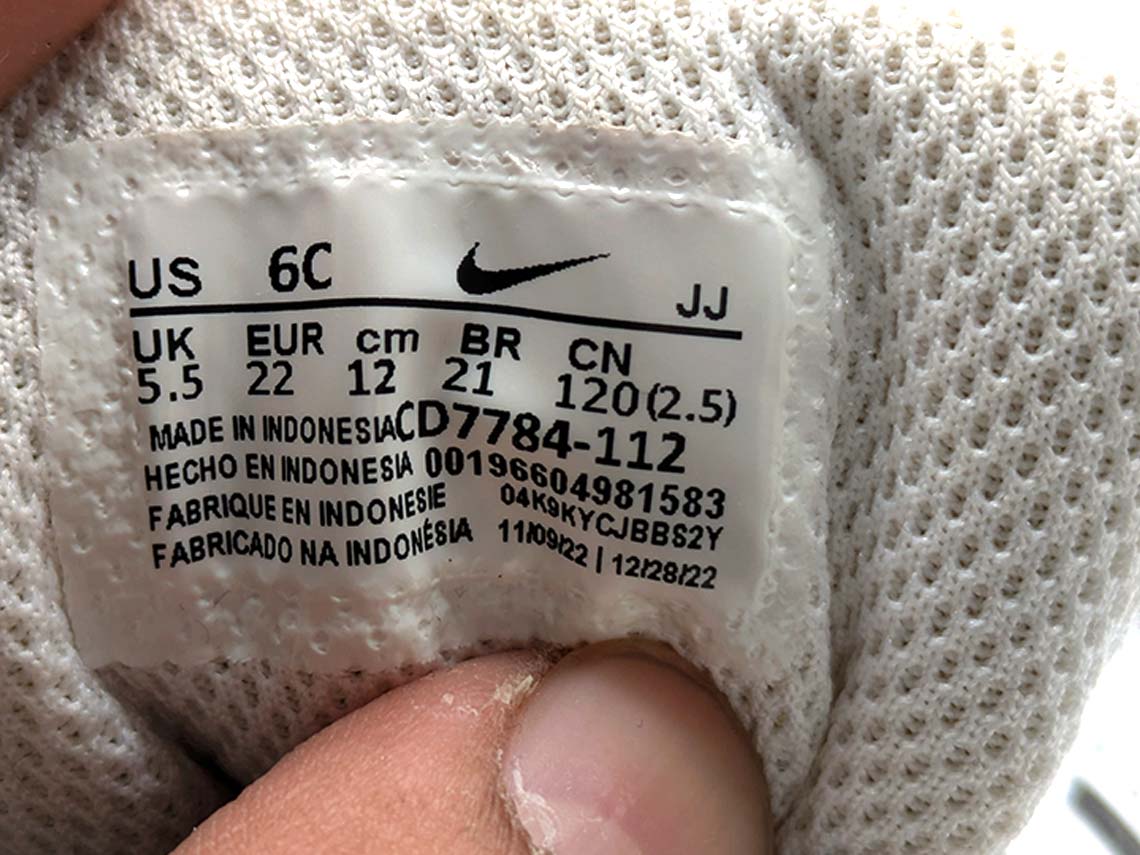 US 6C JJ
UK EUR cm BR CN
5.5 22 12 21 120(2.5)
MADE IN INDONESIA CD7784-112
HECHO EN INDONESIA 00196604981583
FABRIQUE EN INDONESIE 04K9KYCJBBS2Y
FABRICADO NA INDONÉSIA 11/09/22 | 12/28/22